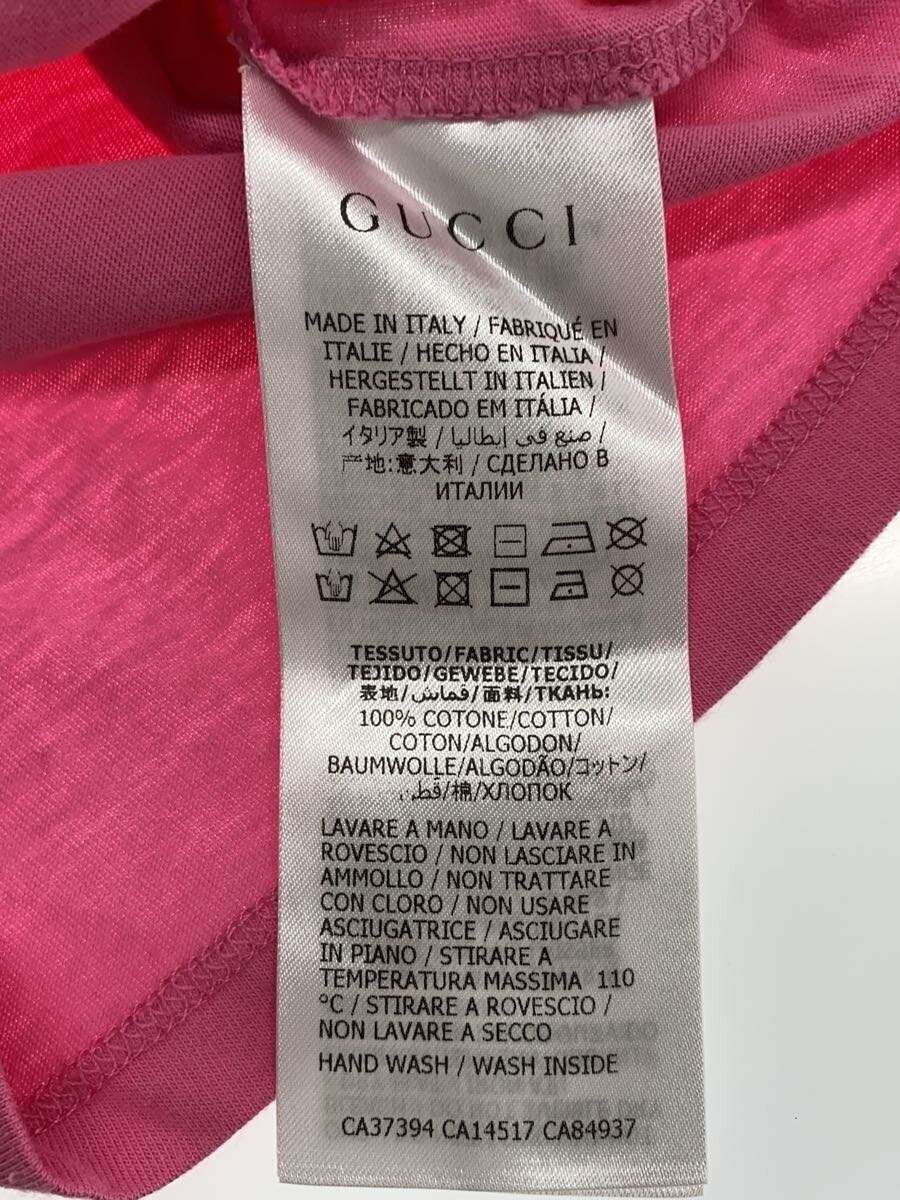 GUCCI
MADE IN ITALY / FABRIQUÉ EN
ITALIE / HECHO EN ITALIA /
HERGESTELLT IN ITALIEN /
FABRICADO EM ITÁLIA /
イタリア製 / صنع في إيطاليا /
产地:意大利 / СДЕЛАНО В
ИТАЛИИ
TESSUTO/FABRIC/TISSU/
TEJIDO/GEWEBE/TECIDO/
表地/قماش/面料/ТКАНЬ:
100% COTONE/COTTON/
COTON/ALGODON/
BAUMWOLLE/ALGODÃO/コットン/
قطن/棉/ХЛОПОК
LAVARE A MANO / LAVARE A
ROVESCIO / NON LASCIARE IN
AMMOLLO / NON TRATTARE
CON CLORO / NON USARE
ASCIUGATRICE / ASCIUGARE
IN PIANO / STIRARE A
TEMPERATURA MASSIMA 110
°C / STIRARE A ROVESCIO /
NON LAVARE A SECCO
HAND WASH / WASH INSIDE
CA37394 CA14517 CA84937